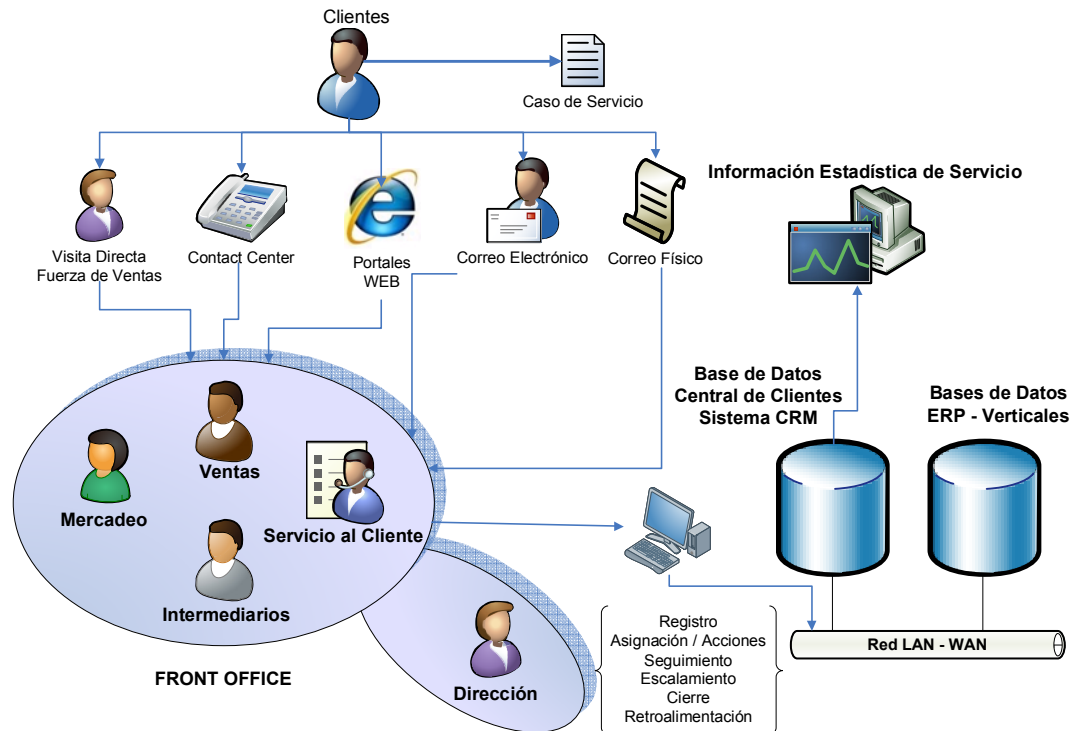 Clientes
Caso de Servicio
Visita Directa
Fuerza de Ventas
Contact Center
Portales
WEB
Correo Electrónico
Correo Físico
Información Estadística de Servicio
Base de Datos
Central de Clientes
Sistema CRM
Bases de Datos
ERP - Verticales
Ventas
Mercadeo
Servicio al Cliente
Intermediarios
FRONT OFFICE
Dirección
Registro
Asignación / Acciones
Seguimiento
Escalamiento
Cierre
Retroalimentación
Red LAN - WAN